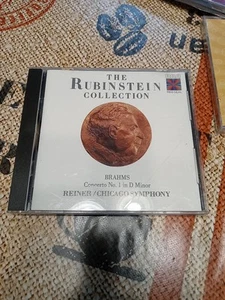 THE
RUBINSTEIN
COLLECTION
BRAHMS
Concerto No. 1 in D Minor
REINER/CHICAGO SYMPHONY